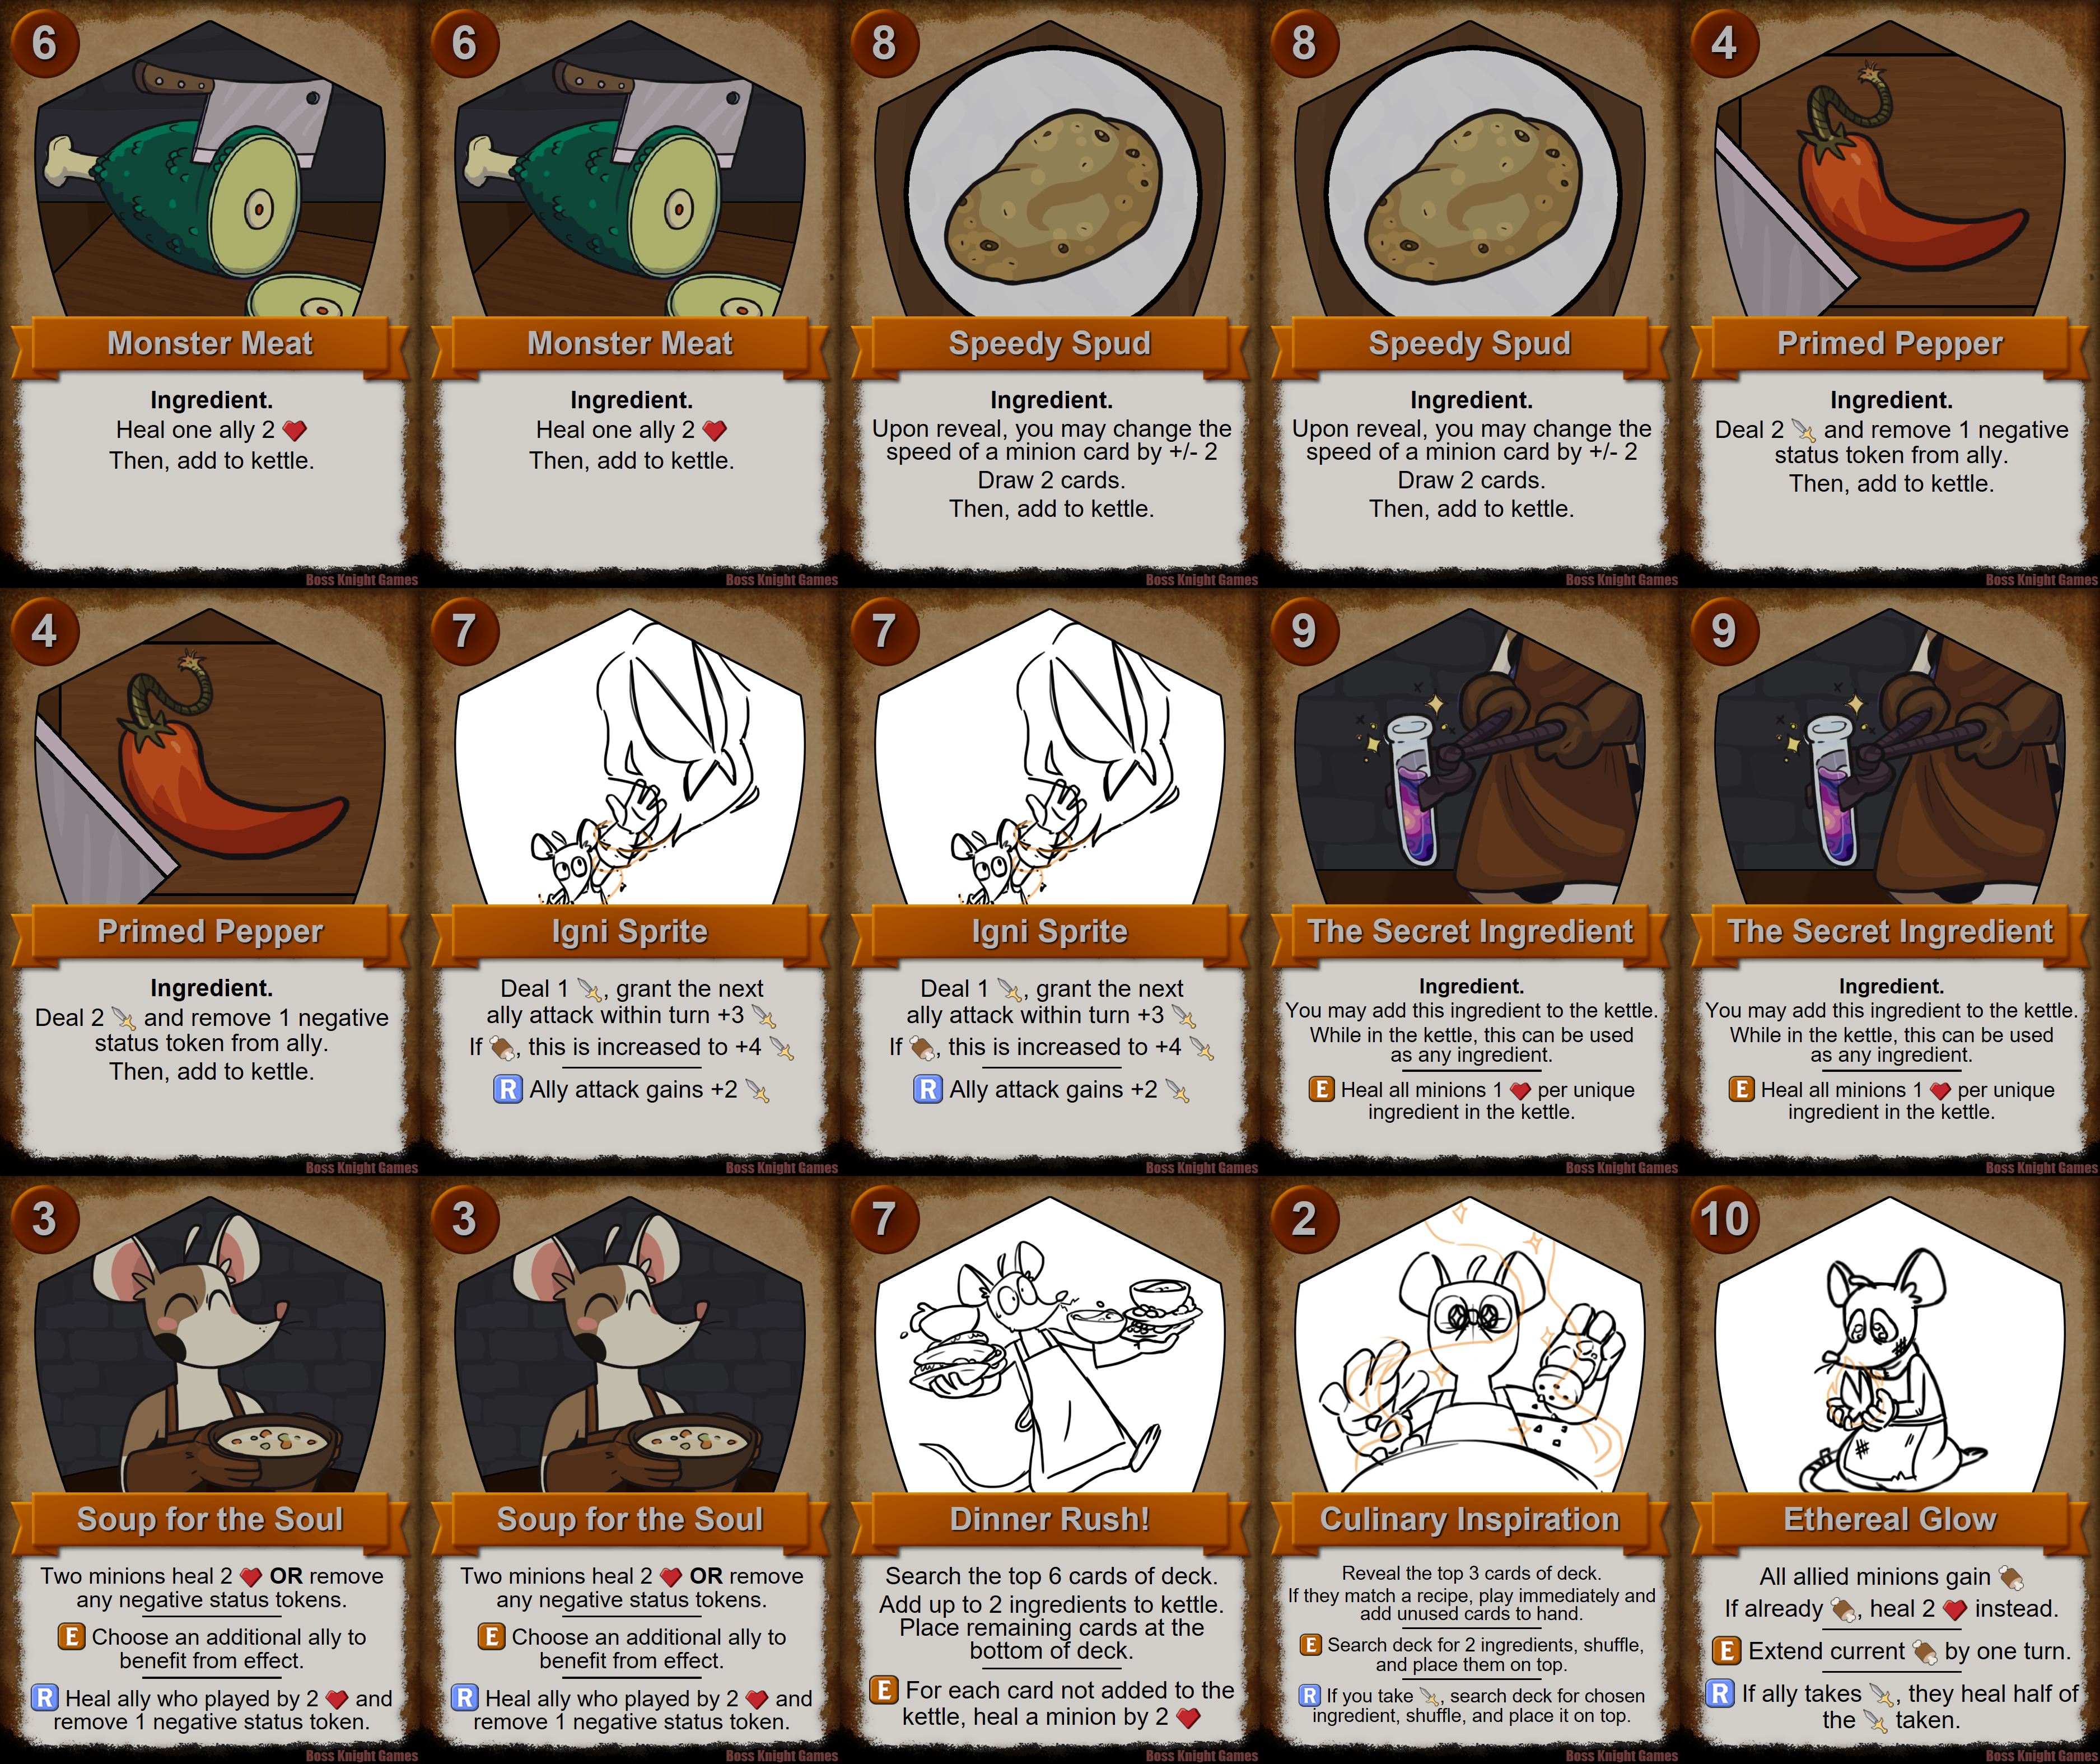 6
Monster Meat
Ingredient.
Heal one ally 2
Then, add to kettle.
Boss Knight Games
6
Monster Meat
Ingredient.
Heal one ally 2
Then, add to kettle.
Boss Knight Games
8
Speedy Spud
Ingredient.
Upon reveal, you may change the
speed of a minion card by +/- 2
Draw 2 cards.
Then, add to kettle.
Boss Knight Games
8
Speedy Spud
Ingredient.
Upon reveal, you may change the
speed of a minion card by +/- 2
Draw 2 cards.
Then, add to kettle.
Boss Knight Games
4
Primed Pepper
Ingredient.
Deal 2 and remove 1 negative
status token from ally.
Then, add to kettle.
Boss Knight Games
4
Primed Pepper
Ingredient.
Deal 2 and remove 1 negative
status token from ally.
Then, add to kettle.
Boss Knight Games
7
Igni Sprite
Deal 1 , grant the next
ally attack within turn +3
If , this is increased to +4
R Ally attack gains +2
Boss Knight Games
7
Igni Sprite
Deal 1 , grant the next
ally attack within turn +3
If , this is increased to +4
R Ally attack gains +2
Boss Knight Games
9
The Secret Ingredient
Ingredient.
You may add this ingredient to the kettle.
While in the kettle, this can be used
as any ingredient.
E Heal all minions 1 per unique
ingredient in the kettle.
Boss Knight Games
9
The Secret Ingredient
Ingredient.
You may add this ingredient to the kettle.
While in the kettle, this can be used
as any ingredient.
E Heal all minions 1 per unique
ingredient in the kettle.
Boss Knight Games
3
Soup for the Soul
Two minions heal 2 OR remove
any negative status tokens.
E Choose an additional ally to
benefit from effect.
R Heal ally who played by 2 and
remove 1 negative status token.
Boss Knight Games
3
Soup for the Soul
Two minions heal 2 OR remove
any negative status tokens.
E Choose an additional ally to
benefit from effect.
R Heal ally who played by 2 and
remove 1 negative status token.
Boss Knight Games
7
Dinner Rush!
Search the top 6 cards of deck.
Add up to 2 ingredients to kettle.
Place remaining cards at the
bottom of deck.
E For each card not added to the
kettle, heal a minion by 2
Boss Knight Games
2
Culinary Inspiration
Reveal the top 3 cards of deck.
If they match a recipe, play immediately and
add unused cards to hand.
E Search deck for 2 ingredients, shuffle,
and place them on top.
R If you take , search deck for chosen
ingredient, shuffle, and place it on top.
Boss Knight Games
10
Ethereal Glow
All allied minions gain
If already , heal 2 instead.
E Extend current by one turn.
R If ally takes , they heal half of
the taken.
Boss Knight Games